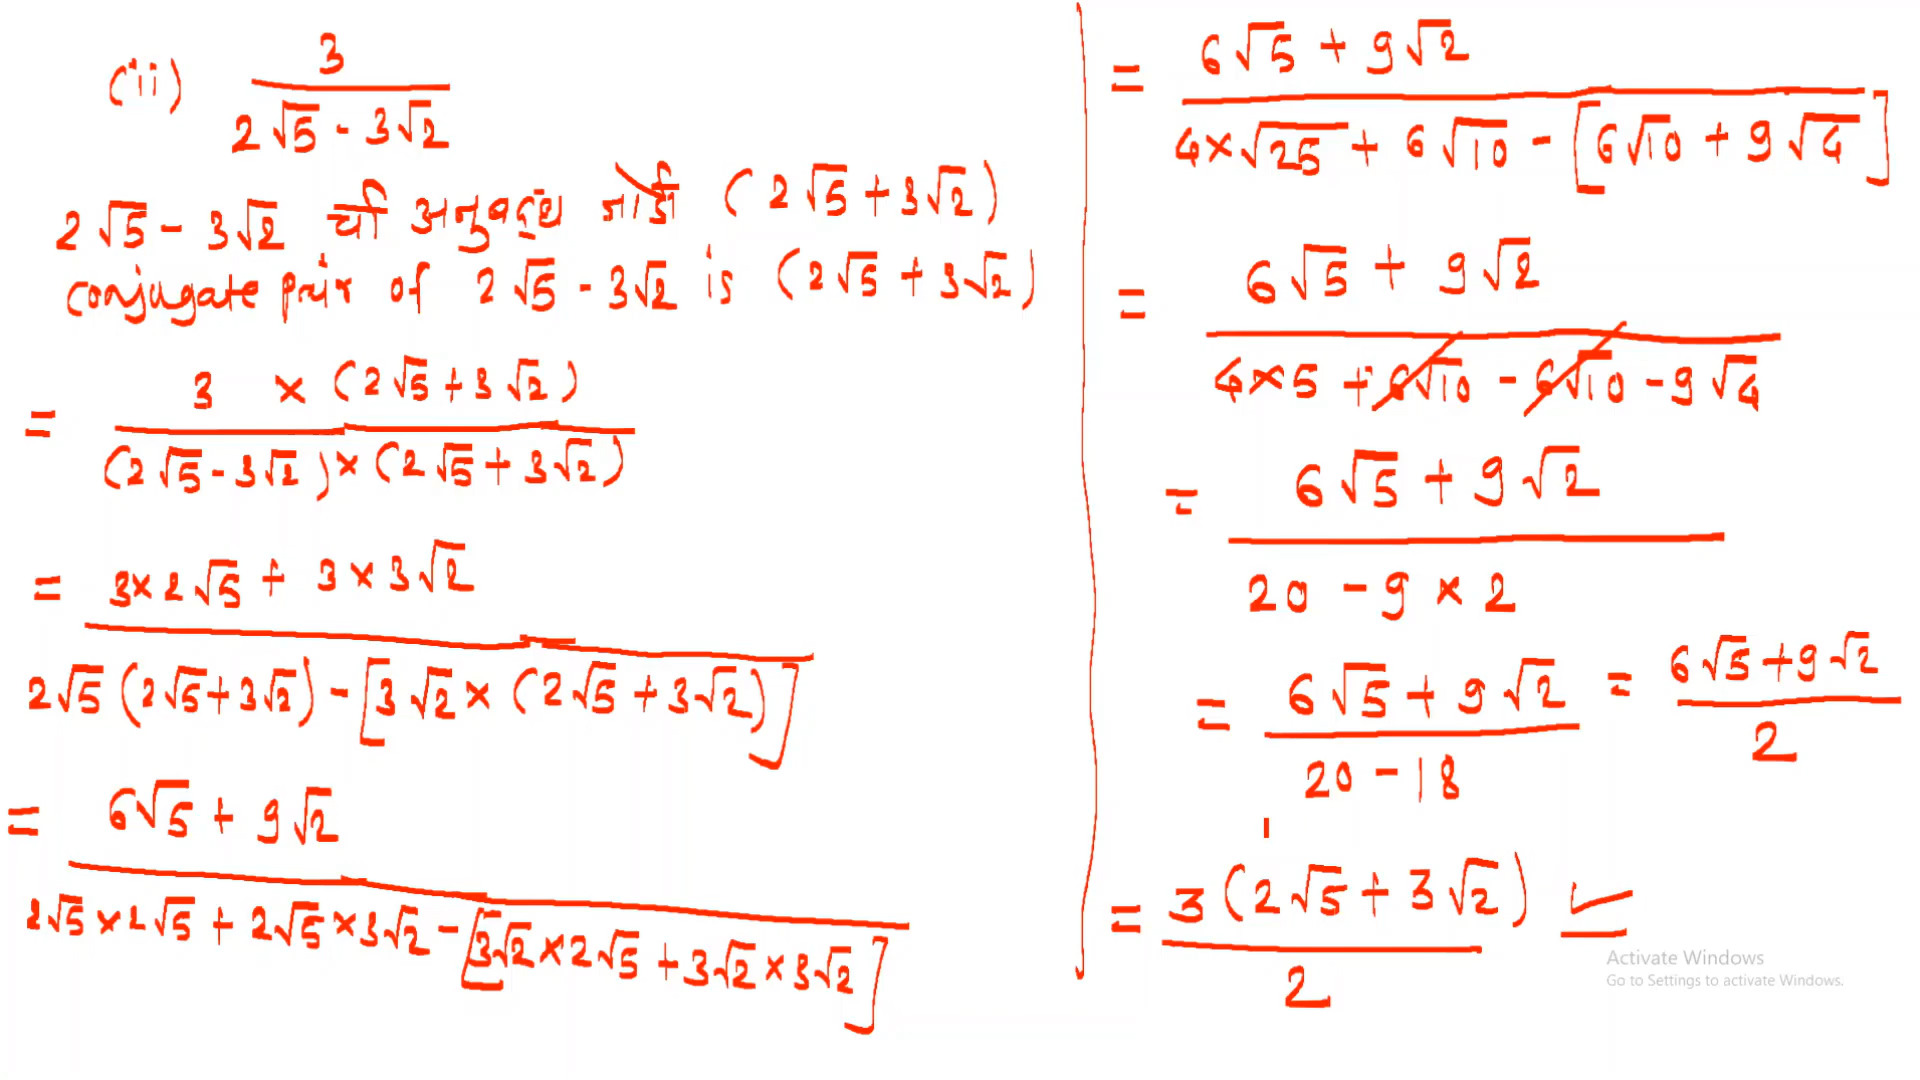 (ii) 3 / (2√5 - 3√2)
2√5 - 3√2 ची (2√5 + 3√2)
conjugate pair of 2√5 - 3√2 is (2√5 + 3√2)
= 3 × (2√5 + 3√2) / (2√5 - 3√2) × (2√5 + 3√2)
= 3×2√5 + 3×3√2 / 2√5 (2√5 + 3√2) - [3√2 × (2√5 + 3√2)]
= 6√5 + 9√2 / 2√5×2√5 + 2√5×3√2 - [3√2×2√5 + 3√2×3√2]
= 6√5 + 9√2 / 4×√25 + 6√10 - [6√10 + 9√4]
= 6√5 + 9√2 / 4×5 + 6√10 - 6√10 - 9√4
= 6√5 + 9√2 / 20 - 9 × 2
= 6√5 + 9√2 / 20 - 18 = 6√5 + 9√2 / 2
= 3 (2√5 + 3√2) / 2
Activate Windows
Go to Settings to activate Windows.